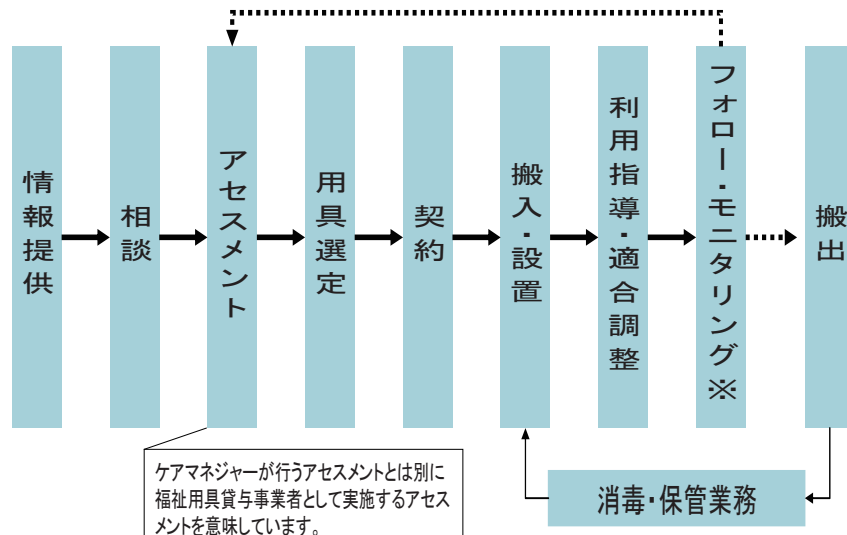 情報提供
相談
アセスメント
用具選定
契約
搬入・設置
利用指導・適合調整
フォロー・モニタリング※
搬出
ケアマネジャーが行うアセスメントとは別に
福祉用具貸与事業者として実施するアセス
メントを意味しています。
消毒・保管業務